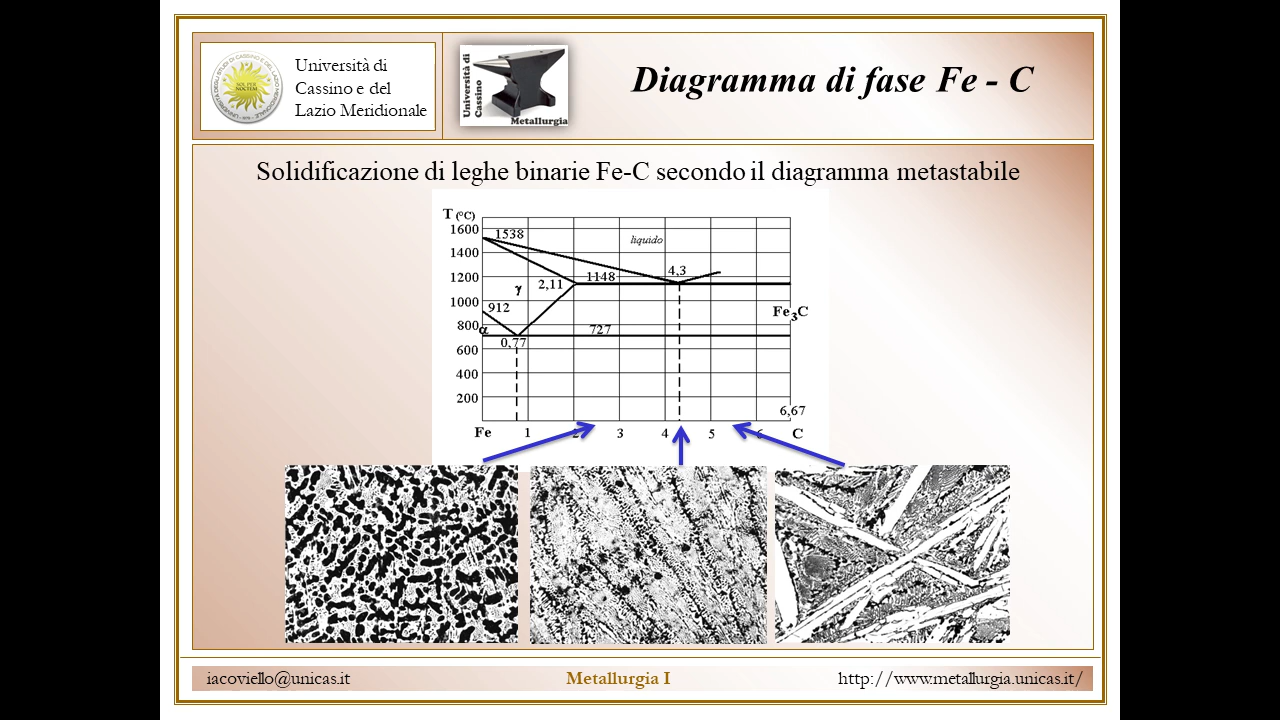 Università di
Cassino e del
Lazio Meridionale
Università di
Cassino
Metallurgia
Diagramma di fase Fe - C
Solidificazione di leghe binarie Fe-C secondo il diagramma metastabile
T (°C)
1600
1538
liquido
1400
1200
1148
4,3
γ
2,11
1000
912
Fe3C
800
α
727
0,77
600
400
200
6,67
Fe
1
2
3
4
5
6
C
iacoviello@unicas.it
Metallurgia I
http://www.metallurgia.unicas.it/